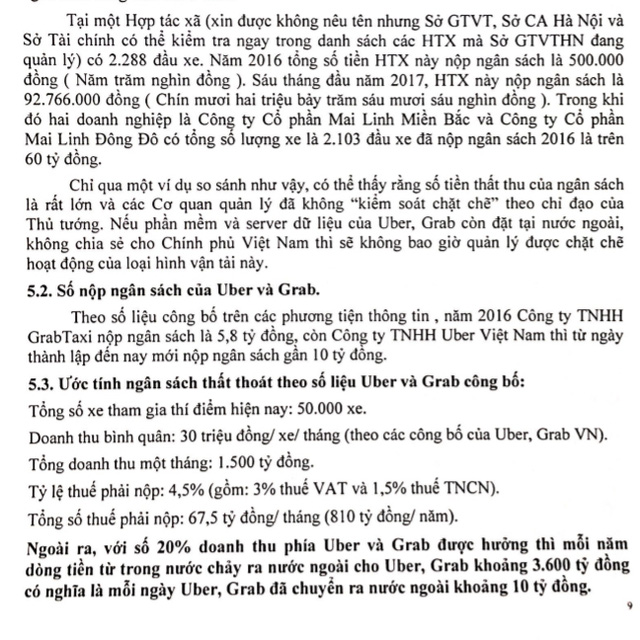 Tại một Hợp tác xã (xin được không nêu tên nhưng Sở GTVT, Sở CA Hà Nội và
Sở Tài chính có thể kiểm tra ngay trong danh sách các HTX mà Sở GTVTHN đang
quản lý) có 2.288 đầu xe. Năm 2016 tổng số tiền HTX này nộp ngân sách là 500.000
đồng ( Năm trăm nghìn đồng ). Sáu tháng đầu năm 2017, HTX này nộp ngân sách là
92.766.000 đồng ( Chín mươi hai triệu bảy trăm sáu mươi sáu nghìn đồng ). Trong khi
đó hai doanh nghiệp là Công ty Cổ phần Mai Linh Miền Bắc và Công ty Cổ phần
Mai Linh Đông Đô có tổng số lượng xe là 2.103 đầu xe đã nộp ngân sách 2016 là trên
60 tỷ đồng.
Chỉ qua một ví dụ so sánh như vậy, có thể thấy rằng số tiền thất thu của ngân sách
là rất lớn và các Cơ quan quản lý đã không “kiểm soát chặt chẽ” theo chỉ đạo của
Thủ tướng. Nếu phần mềm và server dữ liệu của Uber, Grab còn đặt tại nước ngoài,
không chia sẻ cho Chính phủ Việt Nam thì sẽ không bao giờ quản lý được chặt chẽ
hoạt động của loại hình vận tải này.
5.2. Số nộp ngân sách của Uber và Grab.
Theo số liệu công bố trên các phương tiện thông tin , năm 2016 Công ty TNHH
GrabTaxi nộp ngân sách là 5,8 tỷ đồng, còn Công ty TNHH Uber Việt Nam thì từ ngày
thành lập đến nay mới nộp ngân sách gần 10 tỷ đồng.
5.3. Ước tính ngân sách thất thoát theo số liệu Uber và Grab công bố:
Tổng số xe tham gia thí điểm hiện nay: 50.000 xe.
Doanh thu bình quân: 30 triệu đồng/ xe/ tháng (theo các công bố của Uber, Grab VN).
Tổng doanh thu một tháng: 1.500 tỷ đồng.
Tỷ lệ thuế phải nộp: 4,5% (gồm: 3% thuế VAT và 1,5% thuế TNCN).
Tổng số thuế phải nộp: 67,5 tỷ đồng/ tháng (810 tỷ đồng/ năm).
Ngoài ra, với số 20% doanh thu phía Uber và Grab được hưởng thì mỗi năm
dòng tiền từ trong nước chảy ra nước ngoài cho Uber, Grab khoảng 3.600 tỷ đồng
có nghĩa là mỗi ngày Uber, Grab đã chuyển ra nước ngoài khoảng 10 tỷ đồng.
9